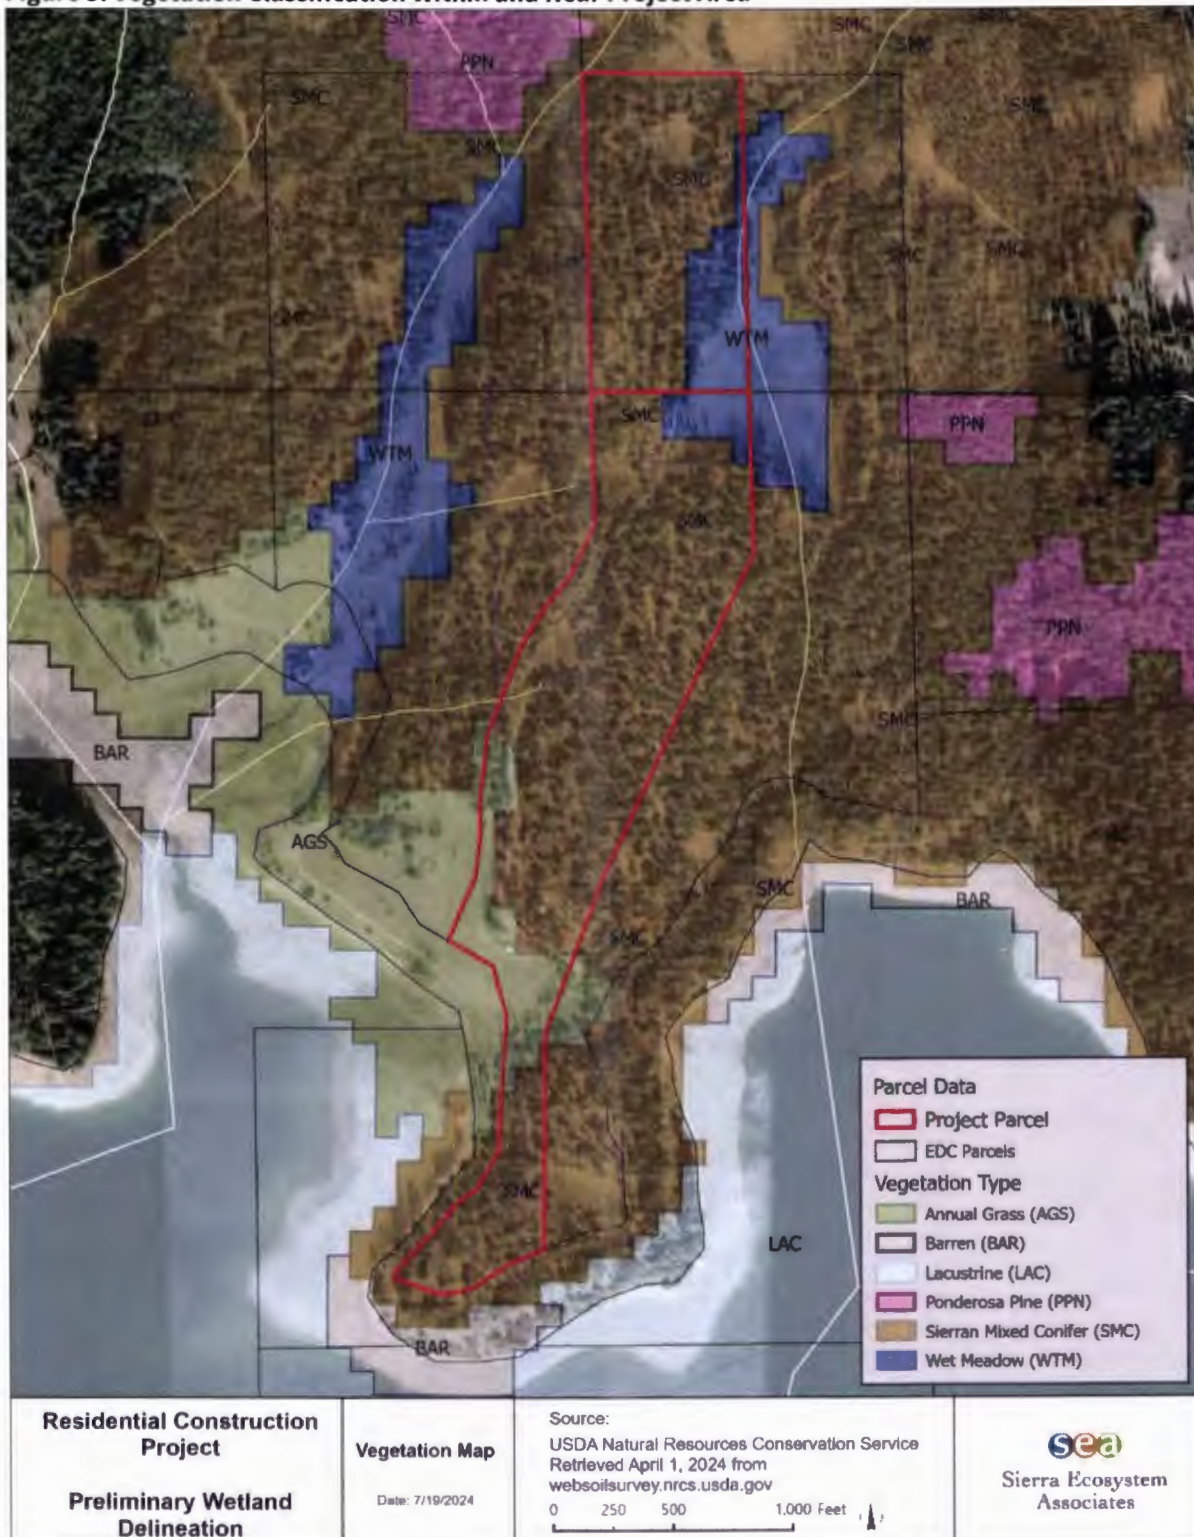 SMC
SMC
SMC
SMC
PPN
SMC
SMC
SMC
SMC
SMC
SMC
SMC
SMC
WTM
SMC
PPN
WTM
SMC
PPN
SMC
BAR
AGS
SMC
BAR
SMC
SMC
LAC
BAR
Parcel Data
Project Parcel
EDC Parcels
Vegetation Type
Annual Grass (AGS)
Barren (BAR)
Lacustrine (LAC)
Ponderosa Pine (PPN)
Sierran Mixed Conifer (SMC)
Wet Meadow (WTM)
Residential Construction
Project
Preliminary Wetland
Delineation
Vegetation Map
Date: 7/19/2024
Source:
USDA Natural Resources Conservation Service
Retrieved April 1, 2024 from
websoilsurvey.nrcs.usda.gov
0 250 500 1,000 Feet
sea
Sierra Ecosystem
Associates